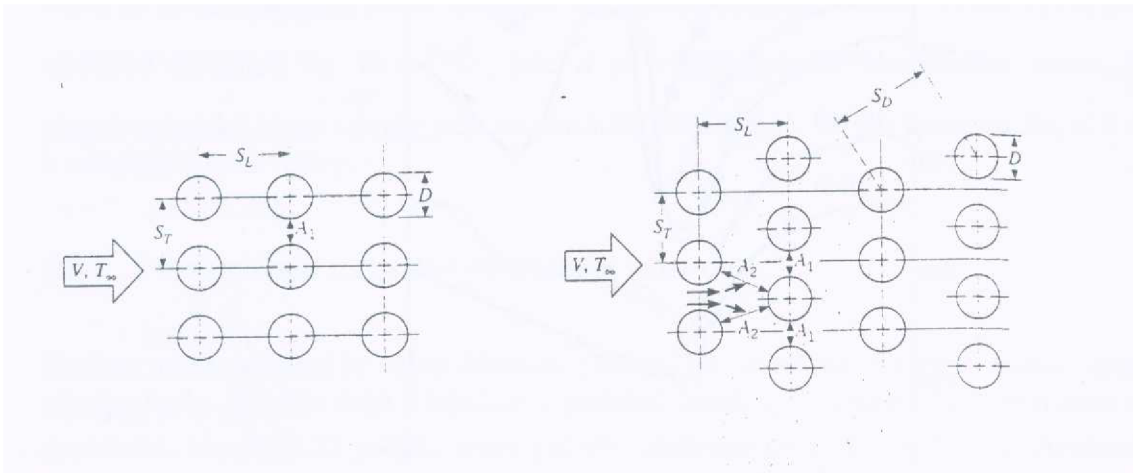 S_L
D
A_1
S_T
V, T_∞
S_D
S_L
D
S_T
A_2
A_1
V, T_∞
A_2
A_1